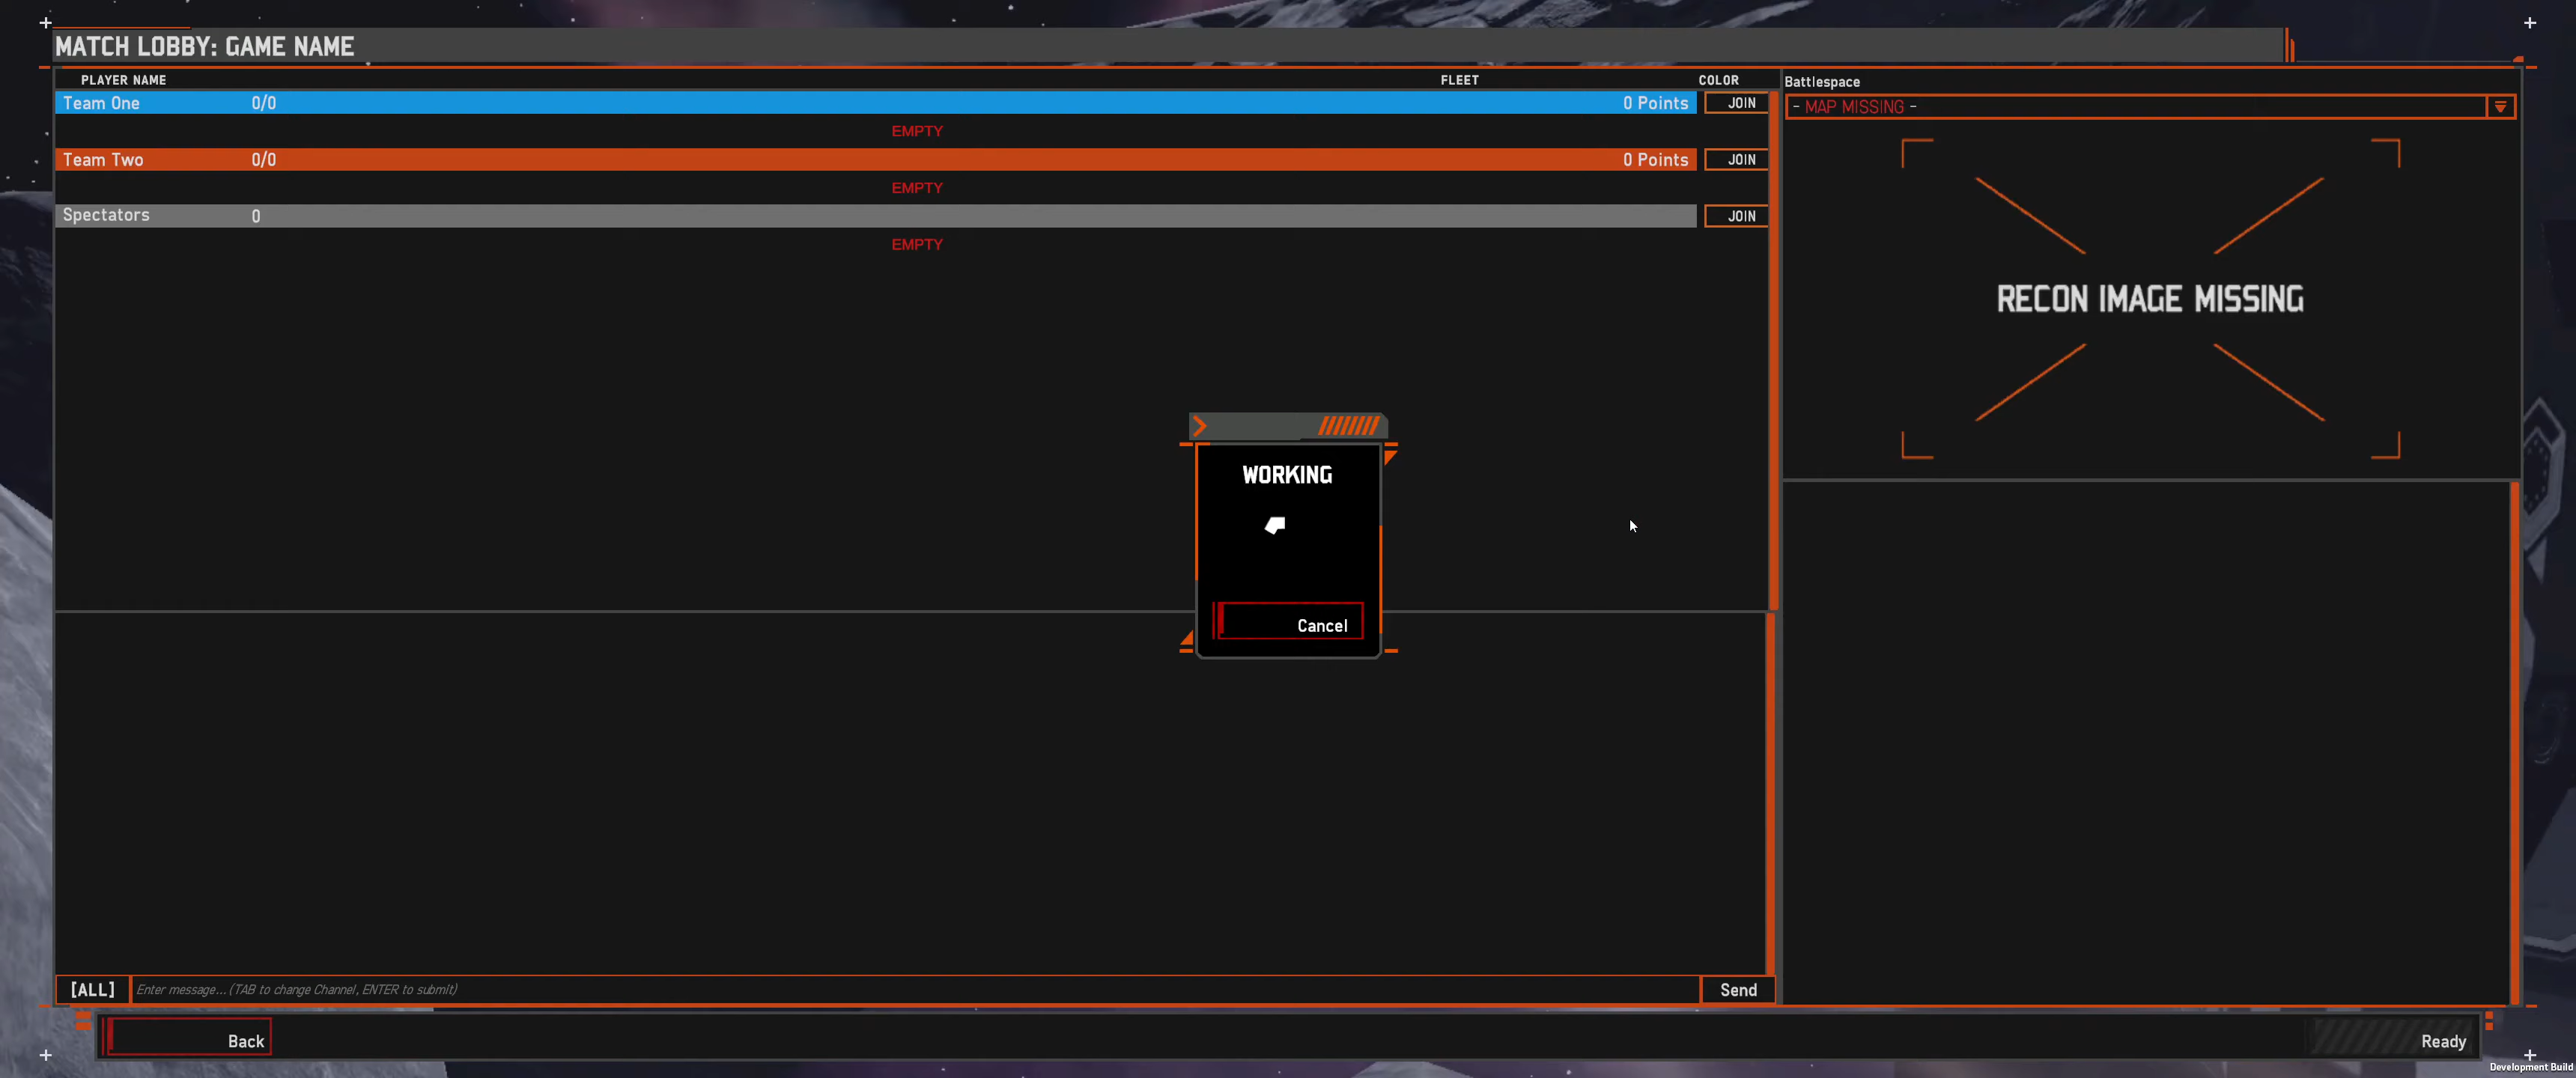 MATCH LOBBY: GAME NAME
PLAYER NAME FLEET COLOR
Team One 0/0 0 Points JOIN
EMPTY
Team Two 0/0 0 Points JOIN
EMPTY
Spectators 0 JOIN
EMPTY
Battlespace
- MAP MISSING -
RECON IMAGE MISSING
WORKING
Cancel
[ALL] Enter message... (TAB to change Channel, ENTER to submit) Send
Back Ready
Development Build